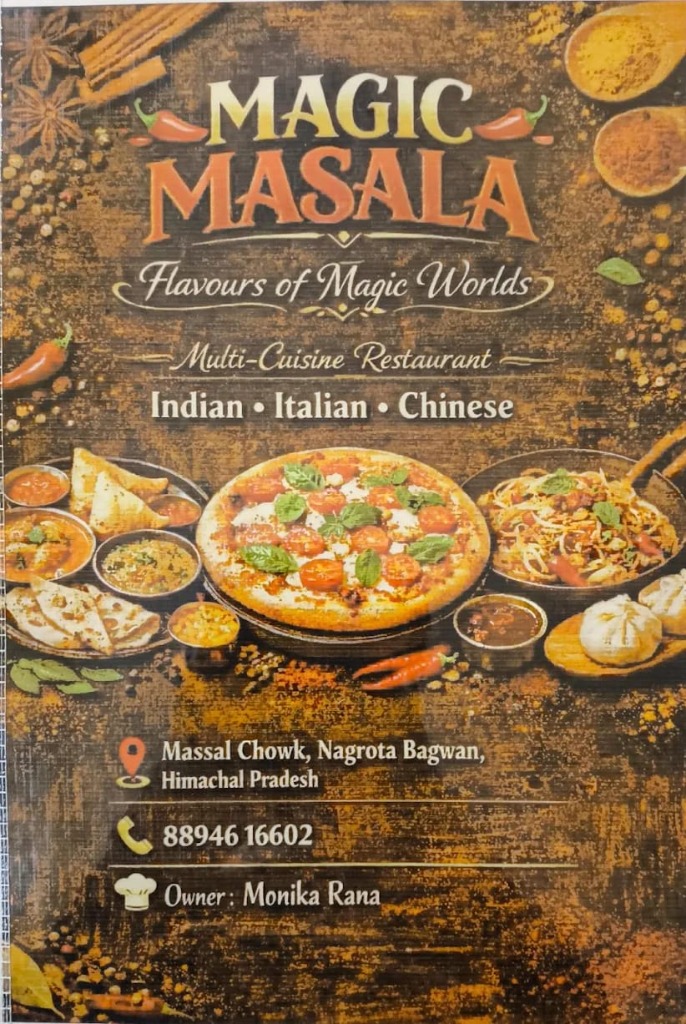 MAGIC
MASALA
Flavours of Magic Worlds
Multi-Cuisine Restaurant
Indian • Italian • Chinese
Massal Chowk, Nagrota Bagwan,
Himachal Pradesh
88946 16602
Owner : Monika Rana